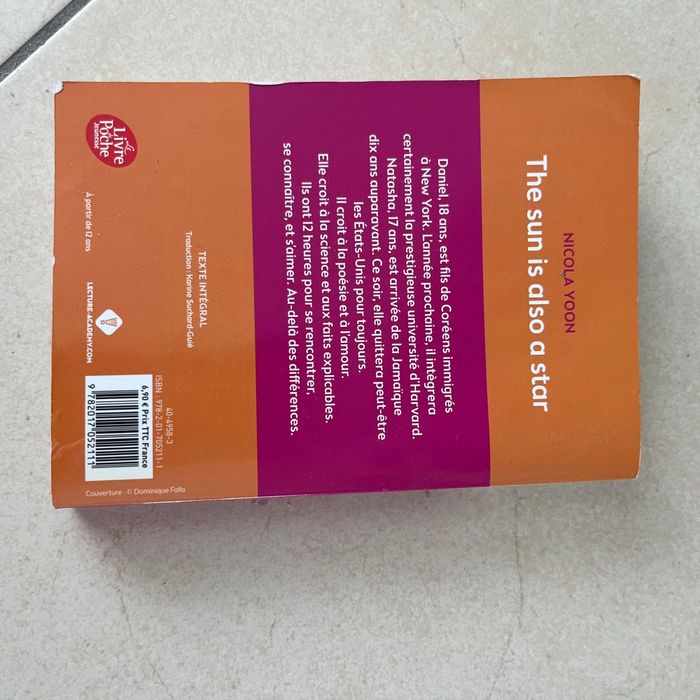 NICOLA YOON
The sun is also a star
Daniel, 18 ans, est fils de Coréens immigrés
à New York. L'année prochaine, il intègrera
certainement la prestigieuse université d'Harvard.
Natasha, 17 ans, est arrivée de la Jamaïque
dix ans auparavant. Ce soir, elle quittera peut-être
les États-Unis pour toujours.
Il croit à la poésie et à l'amour.
Elle croit à la science et aux faits explicables.
Ils ont 12 heures pour se rencontrer,
se connaître, et s'aimer. Au-delà des différences.
TEXTE INTÉGRAL
Traduction : Karine Suhard-Guié
Le
Livre
de
Poche
Jeunesse
À partir de 12 ans
LECTURE-ACADEMY.COM
40-4958-3
ISBN : 978-2-01-705211-1
6,90 € Prix TTC France
9 782017 052111
Couverture : © Dominique Falla